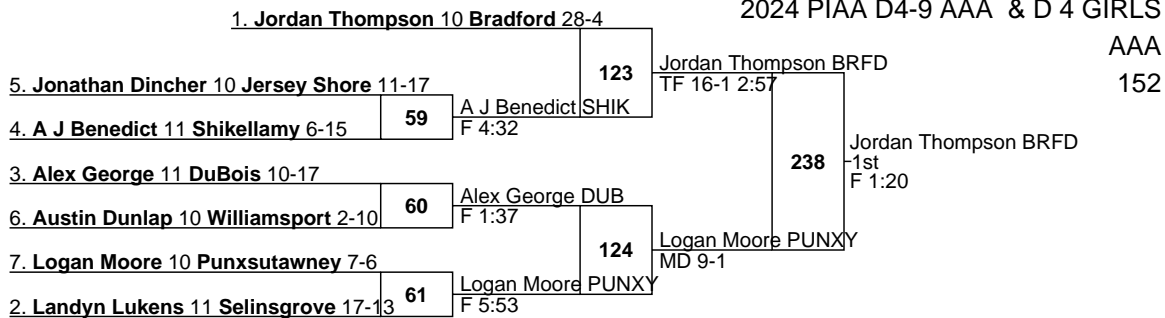 2024 PIAA D4-9 AAA & D 4 GIRLS
AAA
152
1. Jordan Thompson 10 Bradford 28-4
123
Jordan Thompson BRFD
TF 16-1 2:57
5. Jonathan Dincher 10 Jersey Shore 11-17
59
A J Benedict SHIK
F 4:32
4. A J Benedict 11 Shikellamy 6-15
238
Jordan Thompson BRFD
1st
F 1:20
3. Alex George 11 DuBois 10-17
60
Alex George DUB
F 1:37
6. Austin Dunlap 10 Williamsport 2-10
124
Logan Moore PUNXY
MD 9-1
7. Logan Moore 10 Punxsutawney 7-6
61
Logan Moore PUNXY
F 5:53
2. Landyn Lukens 11 Selinsgrove 17-13